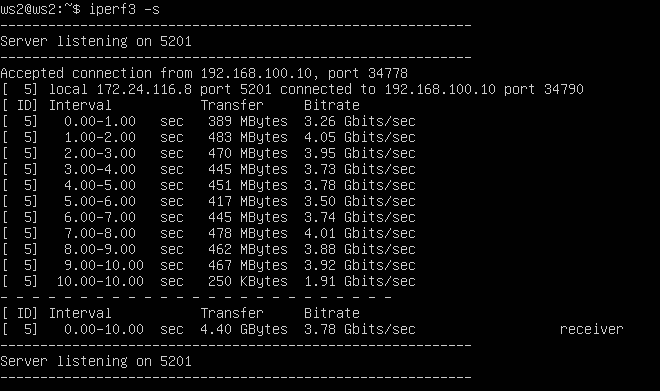 ws2@ws2:~$ iperf3 -s
-----------------------------------------------------------
Server listening on 5201
-----------------------------------------------------------
Accepted connection from 192.168.100.10, port 34778
[  5] local 172.24.116.8 port 5201 connected to 192.168.100.10 port 34790
[ ID] Interval           Transfer     Bitrate
[  5]   0.00-1.00   sec   389 MBytes  3.26 Gbits/sec
[  5]   1.00-2.00   sec   483 MBytes  4.05 Gbits/sec
[  5]   2.00-3.00   sec   470 MBytes  3.95 Gbits/sec
[  5]   3.00-4.00   sec   445 MBytes  3.73 Gbits/sec
[  5]   4.00-5.00   sec   451 MBytes  3.78 Gbits/sec
[  5]   5.00-6.00   sec   417 MBytes  3.50 Gbits/sec
[  5]   6.00-7.00   sec   445 MBytes  3.74 Gbits/sec
[  5]   7.00-8.00   sec   478 MBytes  4.01 Gbits/sec
[  5]   8.00-9.00   sec   462 MBytes  3.88 Gbits/sec
[  5]   9.00-10.00  sec   467 MBytes  3.92 Gbits/sec
[  5]  10.00-10.00  sec   250 KBytes  1.91 Gbits/sec
- - - - - - - - - - - - - - - - - - - - - - - - -
[ ID] Interval           Transfer     Bitrate
[  5]   0.00-10.00  sec  4.40 GBytes  3.78 Gbits/sec                  receiver
-----------------------------------------------------------
Server listening on 5201
-----------------------------------------------------------